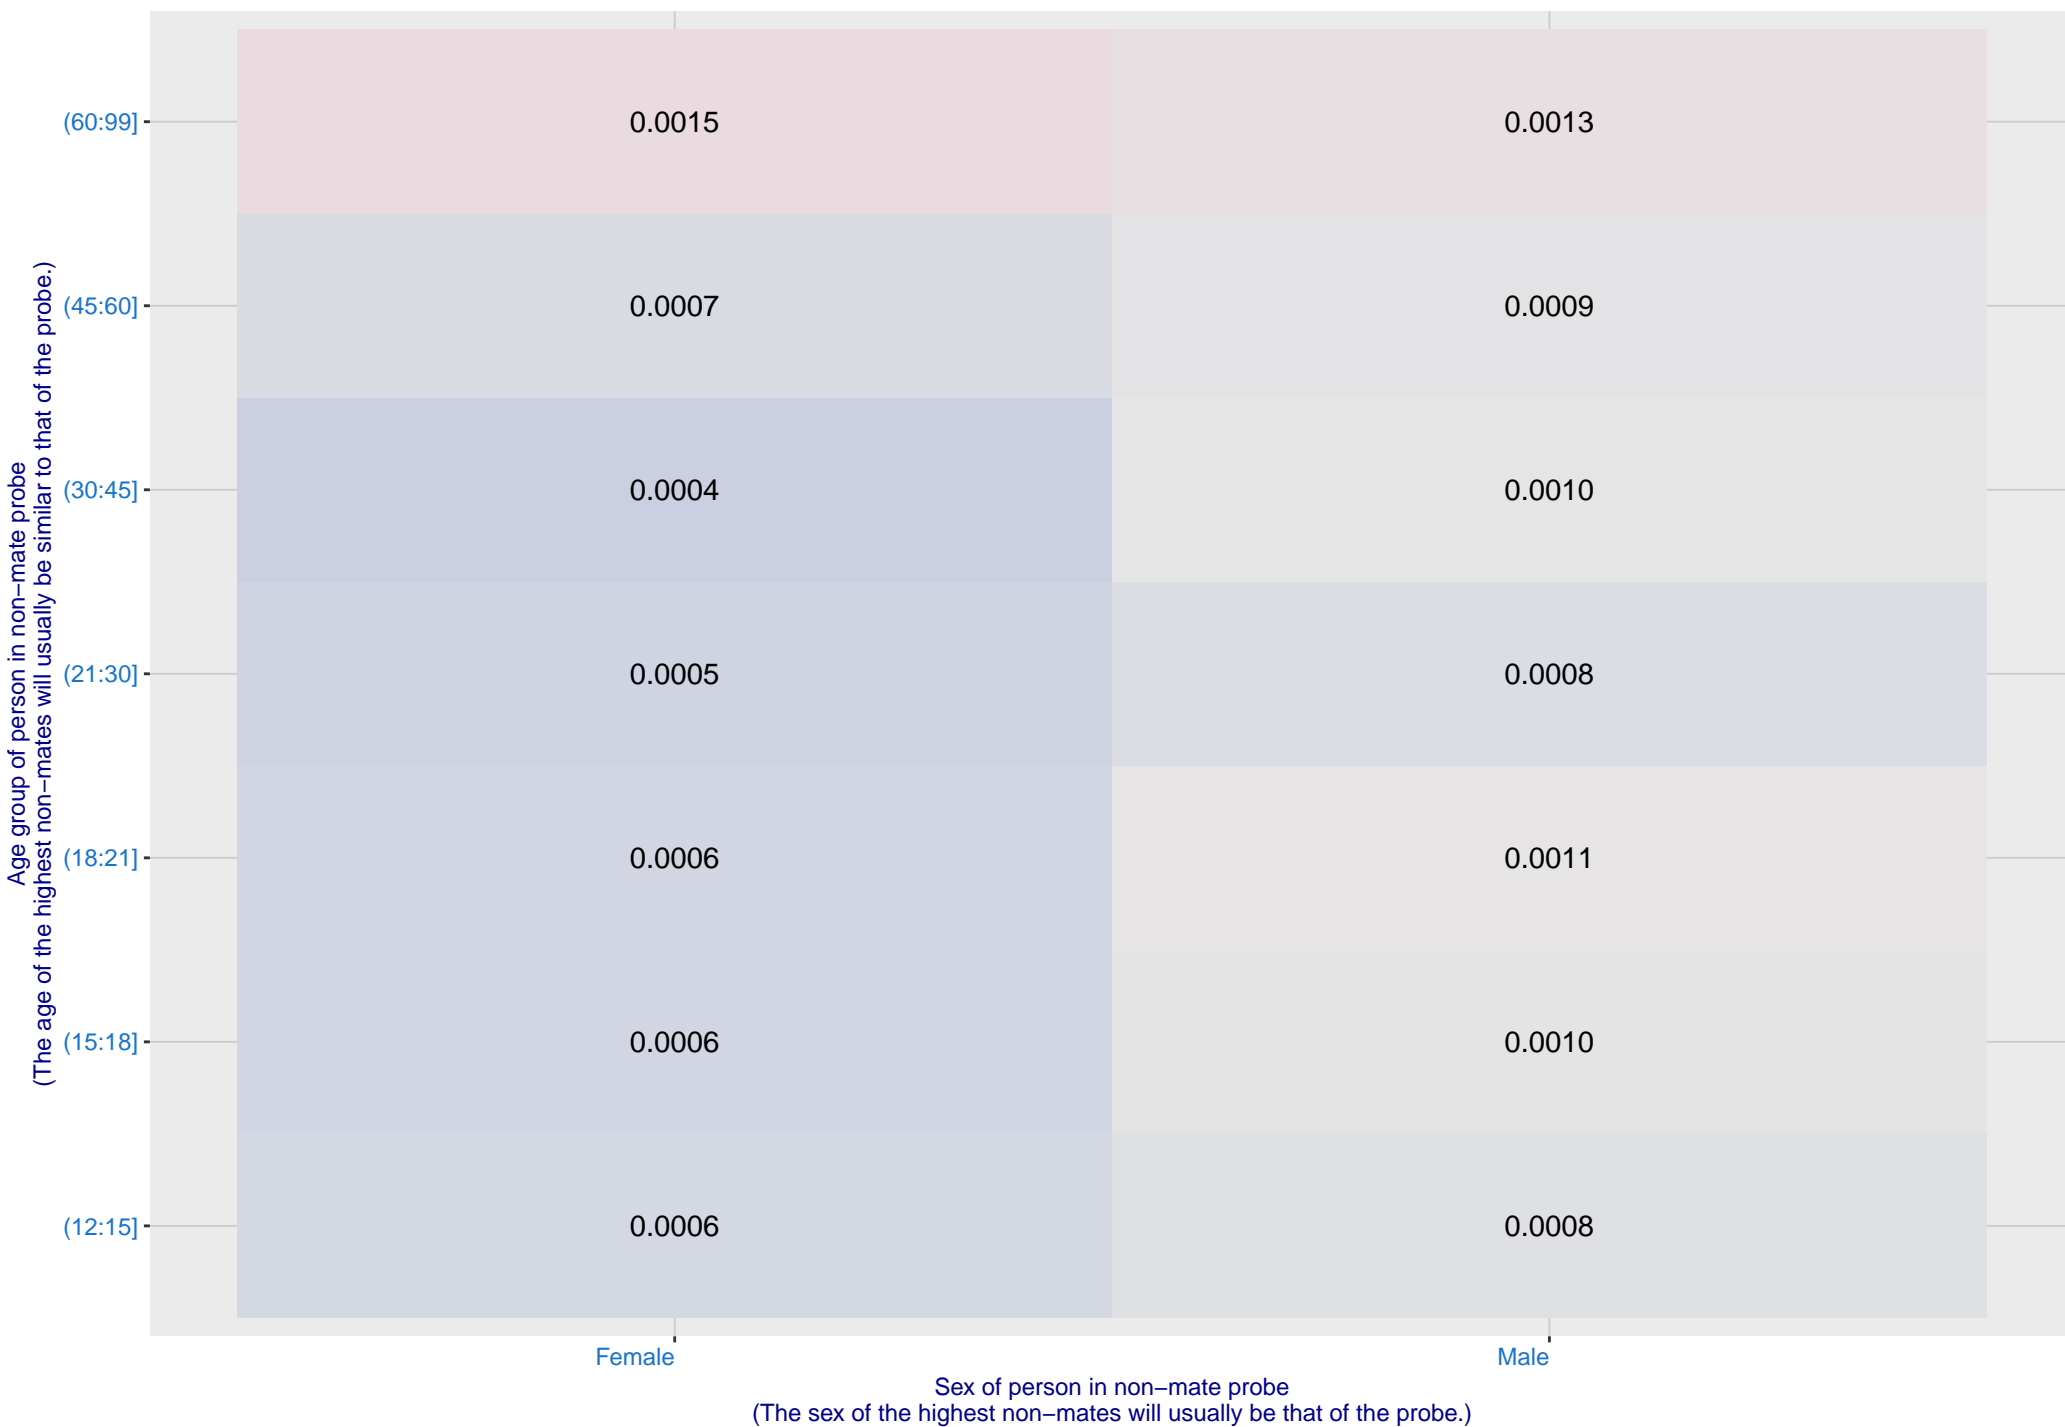 Age group of person in non−mate probe
(The age of the highest non−mates will usually be similar to that of the probe.)
(60:99] 0.0015 0.0013
(45:60] 0.0007 0.0009
(30:45] 0.0004 0.0010
(21:30] 0.0005 0.0008
(18:21] 0.0006 0.0011
(15:18] 0.0006 0.0010
(12:15] 0.0006 0.0008
Female Male
Sex of person in non−mate probe
(The sex of the highest non−mates will usually be that of the probe.)